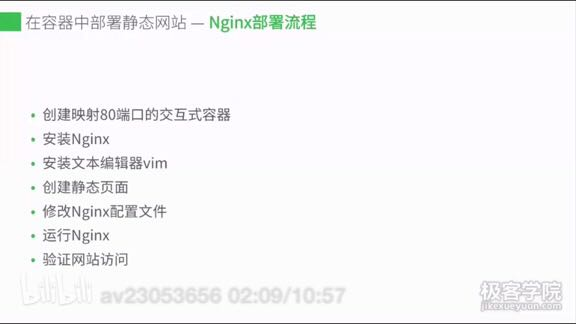 在容器中部署静态网站 — Nginx部署流程
创建映射80端口的交互式容器
安装Nginx
安装文本编辑器vim
创建静态页面
修改Nginx配置文件
运行Nginx
验证网站访问
bilibili av23053656 02:09/10:57
极客学院
jikexueyuan.com